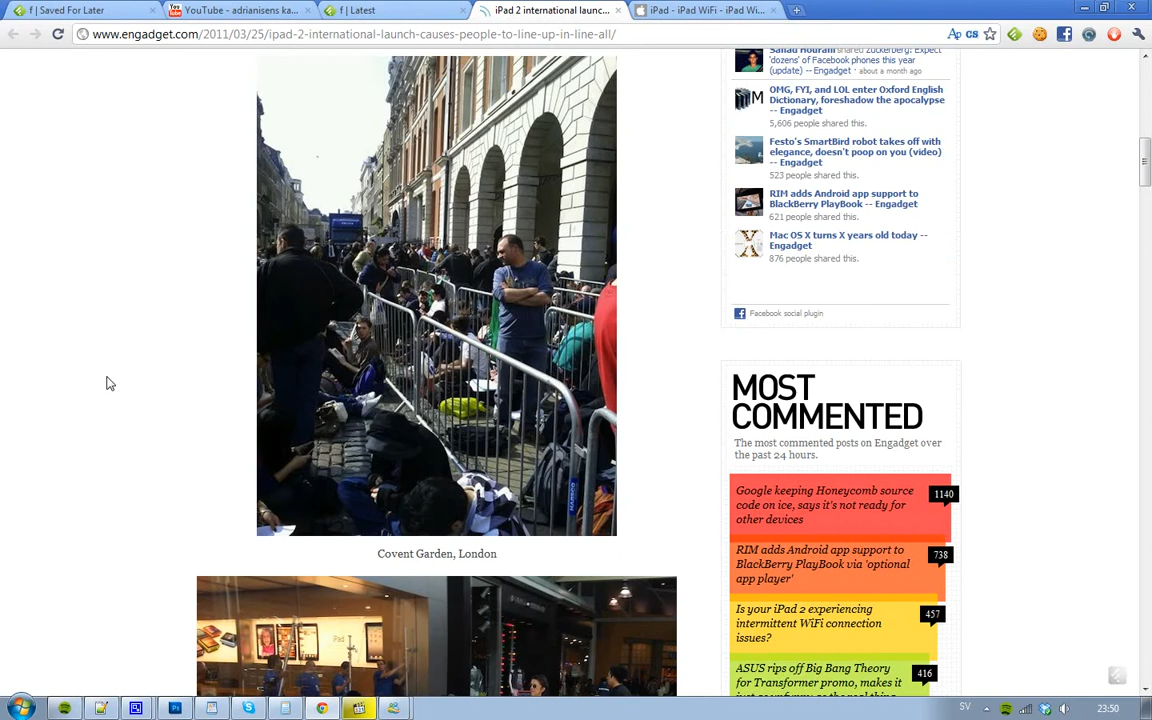 f | Saved For Later
YouTube - adrianisens ka...
f | Latest
iPad 2 international launc...
iPad - iPad WiFi - iPad Wi...
www.engadget.com/2011/03/25/ipad-2-international-launch-causes-people-to-line-up-in-line-all/
Sanad Hourani shared Zuckerberg: Expect
'dozens' of Facebook phones this year
(update) -- Engadget · about a month ago
OMG, FYI, and LOL enter Oxford English
Dictionary, foreshadow the apocalypse
-- Engadget
5,606 people shared this.
Festo's SmartBird robot takes off with
elegance, doesn't poop on you (video)
-- Engadget
523 people shared this.
RIM adds Android app support to
BlackBerry PlayBook -- Engadget
621 people shared this.
Mac OS X turns X years old today --
Engadget
876 people shared this.
Facebook social plugin
MOST
COMMENTED
The most commented posts on Engadget over
the past 24 hours.
Google keeping Honeycomb source
code on ice, says it's not ready for
other devices
1140
RIM adds Android app support to
BlackBerry PlayBook via 'optional
app player'
738
Is your iPad 2 experiencing
intermittent WiFi connection
issues?
457
ASUS rips off Big Bang Theory
for Transformer promo, makes it
416
Covent Garden, London
iPad
SV
23:50